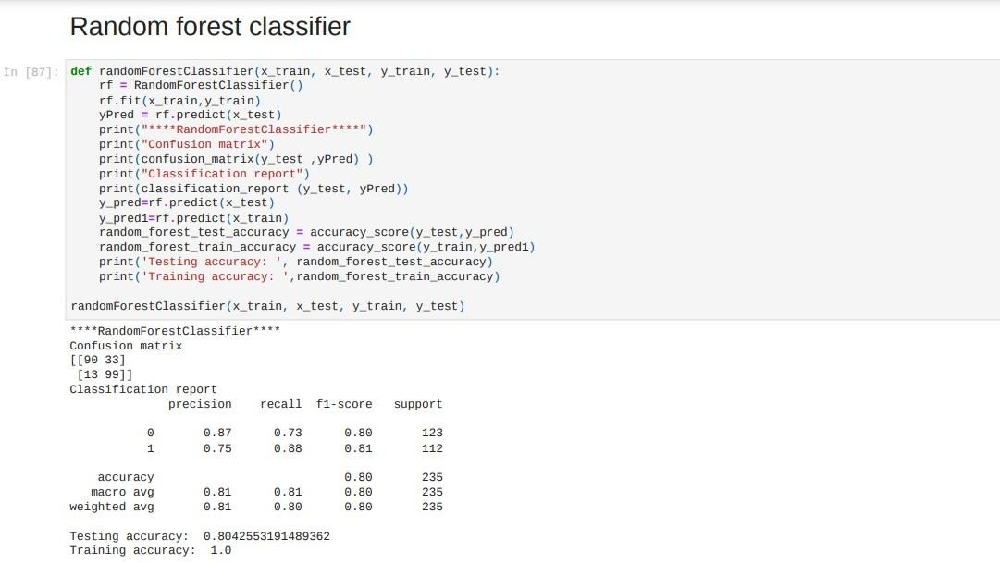 Random forest classifier
In [87]:
def randomForestClassifier(x_train, x_test, y_train, y_test):
    rf = RandomForestClassifier()
    rf.fit(x_train,y_train)
    yPred = rf.predict(x_test)
    print("****RandomForestClassifier****")
    print("Confusion matrix")
    print(confusion_matrix(y_test ,yPred) )
    print("Classification report")
    print(classification_report (y_test, yPred))
    y_pred=rf.predict(x_test)
    y_pred1=rf.predict(x_train)
    random_forest_test_accuracy = accuracy_score(y_test,y_pred)
    random_forest_train_accuracy = accuracy_score(y_train,y_pred1)
    print('Testing accuracy: ', random_forest_test_accuracy)
    print('Training accuracy: ',random_forest_train_accuracy)
randomForestClassifier(x_train, x_test, y_train, y_test)
****RandomForestClassifier****
Confusion matrix
[[90 33]
 [13 99]]
Classification report
              precision    recall  f1-score   support
           0       0.87      0.73      0.80       123
           1       0.75      0.88      0.81       112
    accuracy                           0.80       235
   macro avg       0.81      0.81      0.80       235
weighted avg       0.81      0.80      0.80       235
Testing accuracy:  0.8042553191489362
Training accuracy:  1.0